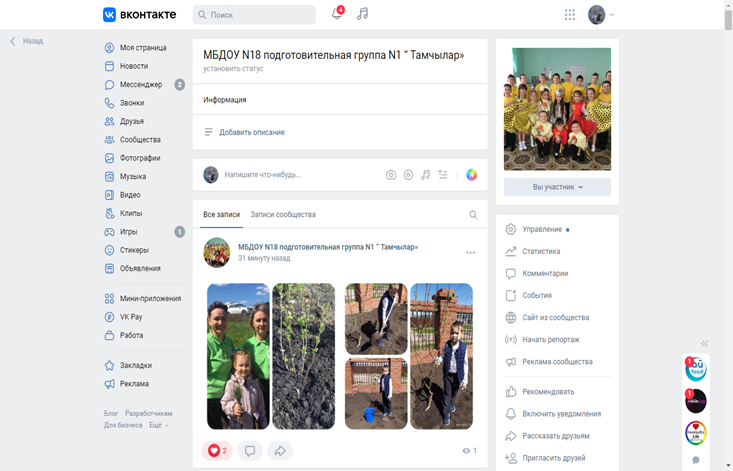 вконтакте
Поиск
4
Назад
Моя страница
Новости
Мессенджер 2
Звонки
Друзья
Сообщества
Фотографии
Музыка
Видео
Клипы
Игры 1
Стикеры
Объявления
Мини-приложения
VK Pay
Работа
Закладки
Реклама
Блог Разработчикам
Для бизнеса Ещё
МБДОУ N18 подготовительная группа N1 “ Тамчылар»
установить статус
Информация
Добавить описание
Напишите что-нибудь...
Все записи Записи сообщества
МБДОУ N18 подготовительная группа N1 " Тамчылар»
31 минуту назад
2
1
Вы участник
Управление
Статистика
Комментарии
События
Сайт из сообщества
Начать репортаж
Реклама сообщества
Рекомендовать
Включить уведомления
Рассказать друзьям
Пригласить друзей
1
food
1
Life